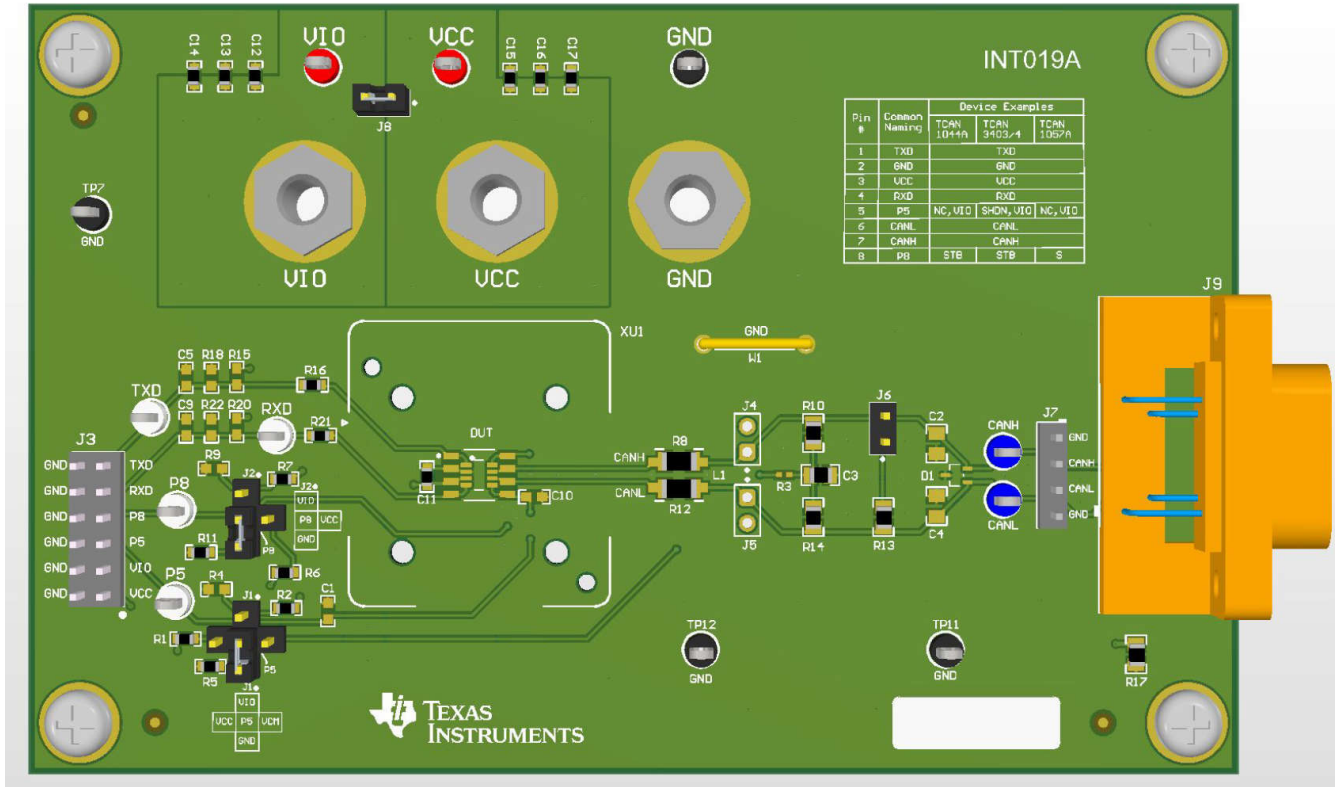 C14
C13
C12
VIO
VCC
C15
C16
C17
GND
INT019A
J8
Pin
#
Common
Naming
Device Examples
TCAN
1044A
TCAN
3403/4
TCAN
1057A
1 TXD TXD
2 GND GND
3 VCC VCC
4 RXD RXD
5 P5 NC,VIO SHDN,VIO NC,VIO
6 CANL CANL
7 CANH CANH
8 P8 STB STB S
TP7
GND
VIO
VCC
GND
J9
XU1
GND
W1
C5 R18 R15
R16
TXD
C9 R22 R20
RXD
R21
J3
GND TXD
GND RXD
GND P8
GND P5
GND VIO
GND VCC
R9
J2
R7
P8
J2
VIO
P8 VCC
GND
P8
R11
R6
P5
R4
J1
R2
C1
R1
R5
P5
J1
VIO
VCC P5 VCM
GND
DUT
C11
C10
CANH
R8
CANL
R12
L1
J4
J5
R3
R10
C3
R14
J6
R13
C2
D1
C4
CANH
CANL
J7
GND
CANH
CANL
GND
TP12
GND
TP11
GND
R17
TEXAS
INSTRUMENTS